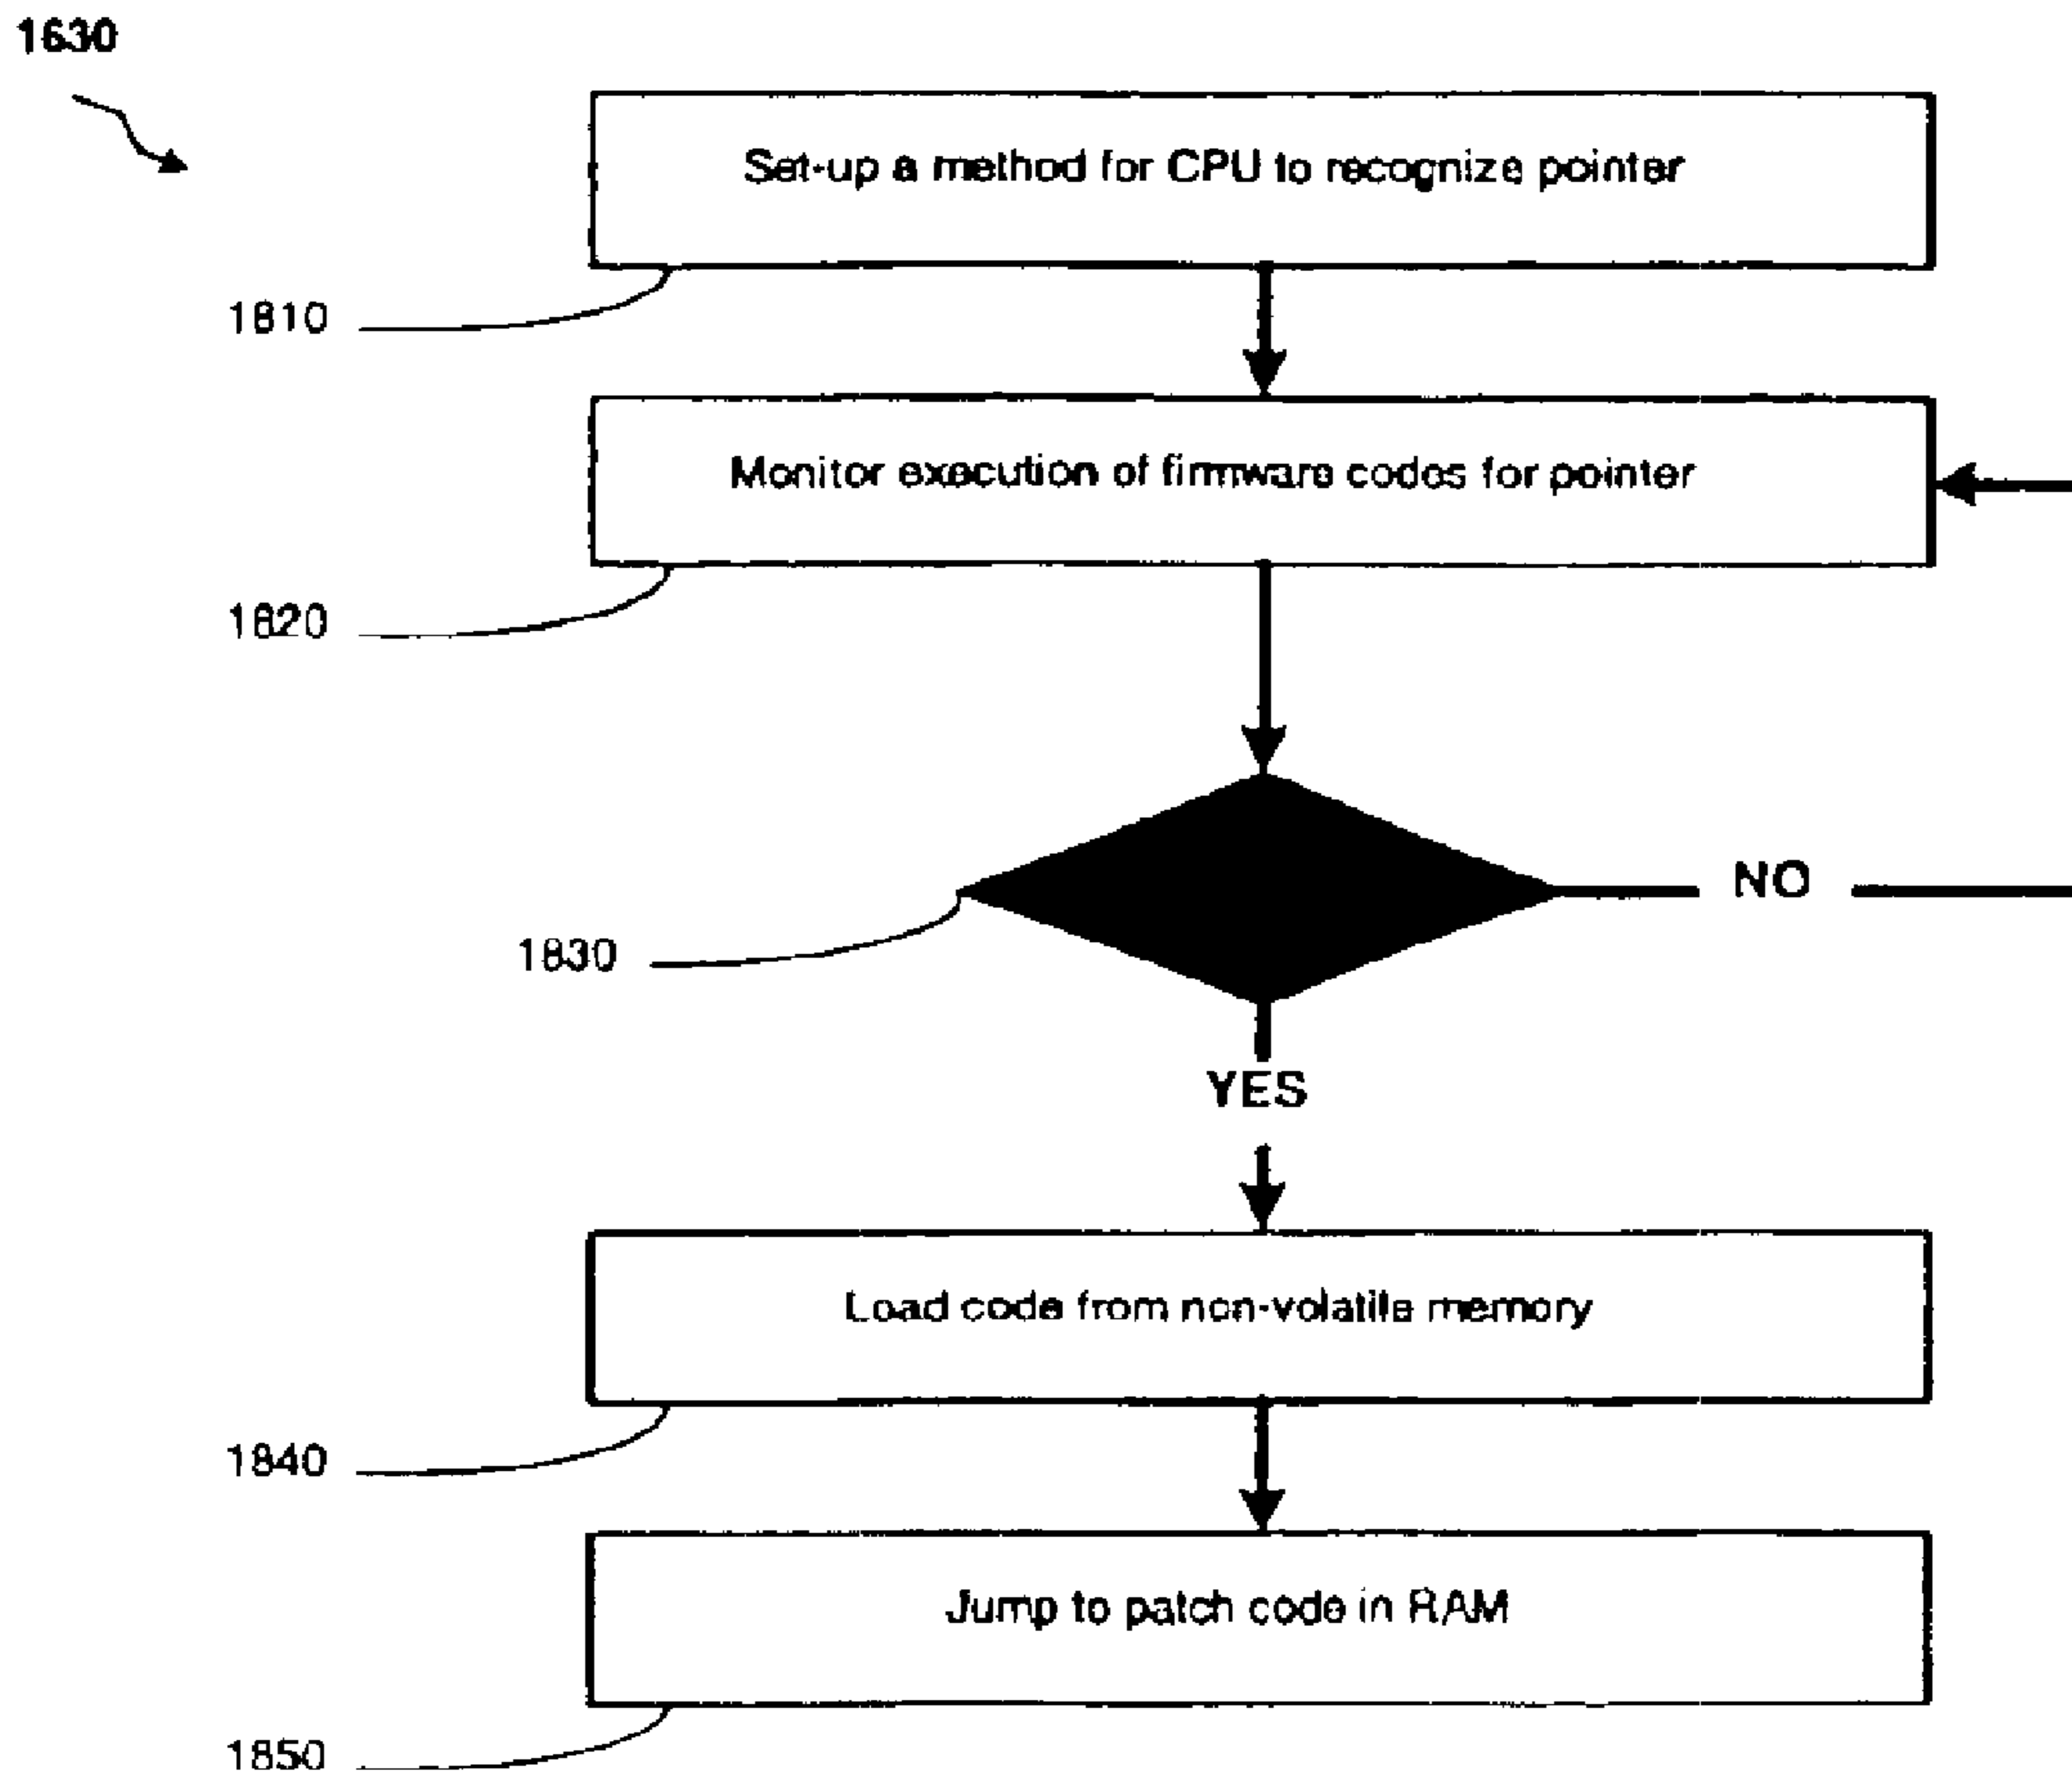 1630
Set-up a method for CPU to recognize pointer
1810
Monitor execution of firmware codes for pointer
1820
NO
1830
YES
Load code from non-volatile memory
1840
Jump to patch code in RAM
1850